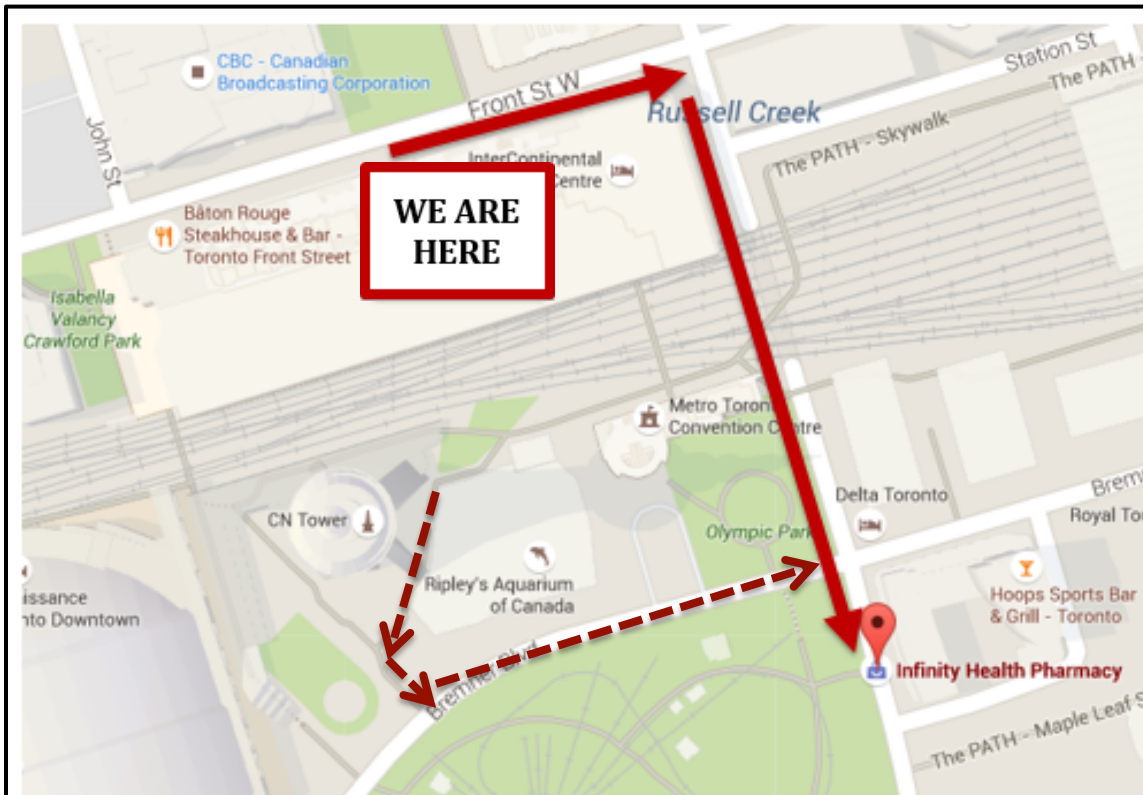 CBC - Canadian
Broadcasting Corporation
Front St W
Station St
The PATH -
Russell Creek
John St
The PATH - Skywalk
InterContinental
Centre
WE ARE
HERE
Bâton Rouge
Steakhouse & Bar -
Toronto Front Street
Isabella
Valancy
Crawford Park
Metro Toron
Convention Centre
Delta Toronto
Brem
Royal To
CN Tower
Olympic Park
Ripley's Aquarium
of Canada
Hoops Sports Bar
& Grill - Toronto
issance
nto Downtown
Bremner Blvd
Infinity Health Pharmacy
The PATH - Maple Leaf S